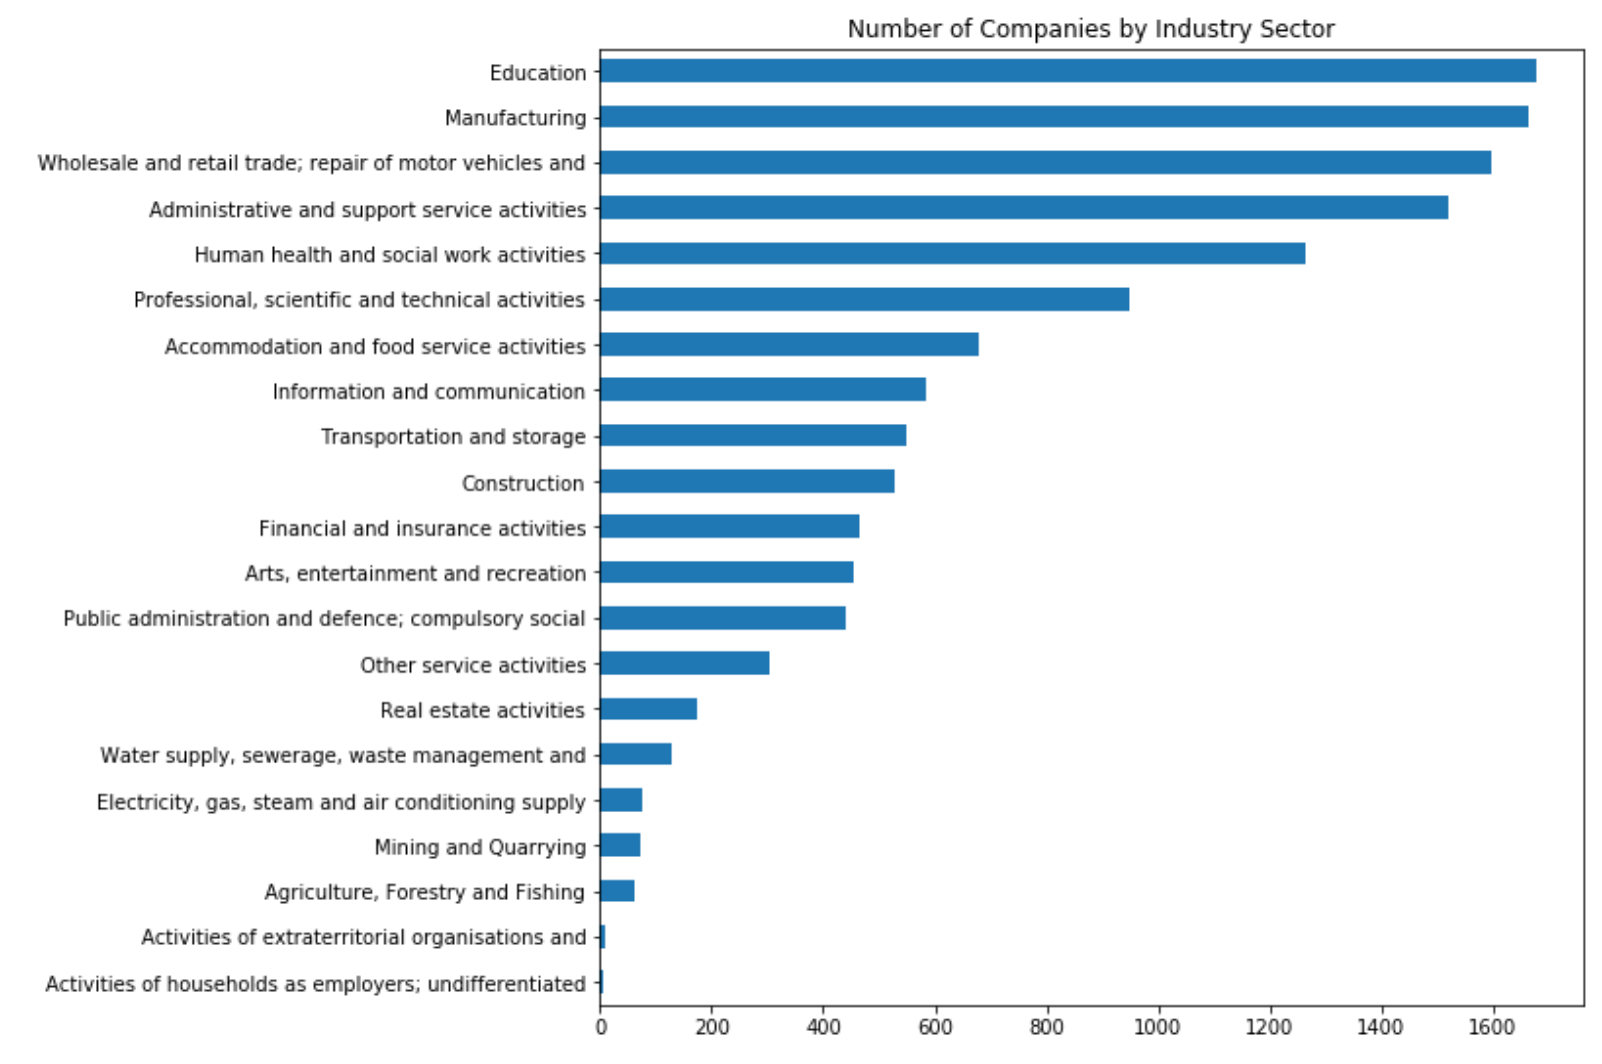 Number of Companies by Industry Sector
Education
Manufacturing
Wholesale and retail trade; repair of motor vehicles and
Administrative and support service activities
Human health and social work activities
Professional, scientific and technical activities
Accommodation and food service activities
Information and communication
Transportation and storage
Construction
Financial and insurance activities
Arts, entertainment and recreation
Public administration and defence; compulsory social
Other service activities
Real estate activities
Water supply, sewerage, waste management and
Electricity, gas, steam and air conditioning supply
Mining and Quarrying
Agriculture, Forestry and Fishing
Activities of extraterritorial organisations and
Activities of households as employers; undifferentiated
0 200 400 600 800 1000 1200 1400 1600